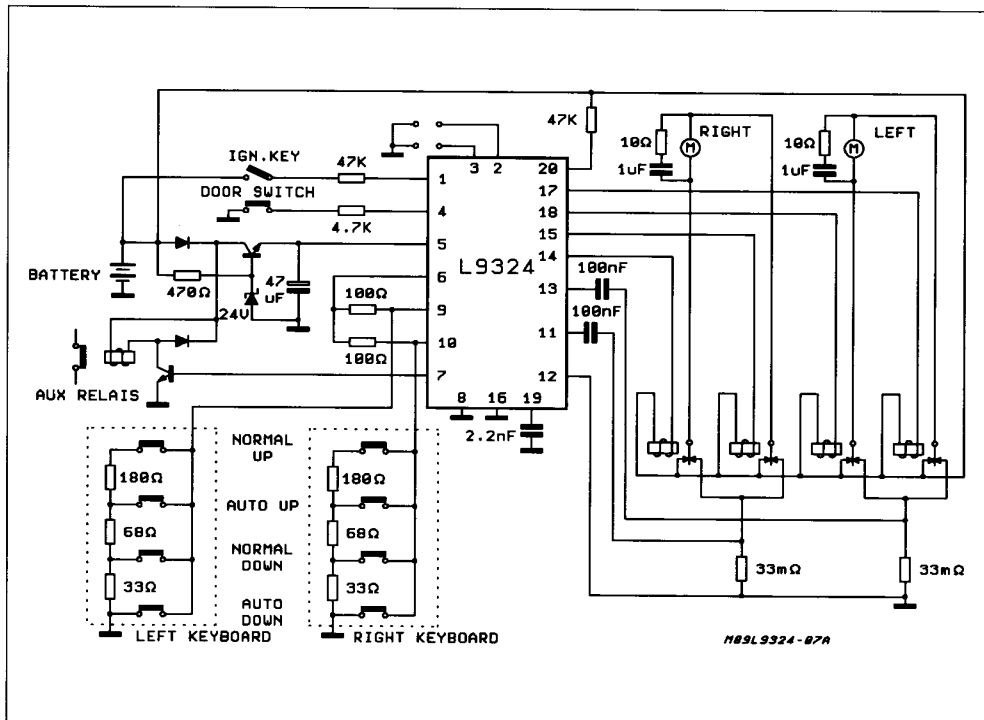 47K
10Ω
RIGHT
10Ω
LEFT
IGN.KEY
47K
3 2
20
1uF
M
1uF
M
1
17
DOOR SWITCH
4
18
4.7K
15
5
L9324
14
BATTERY
6
100nF
470Ω
47
uF
100Ω
13
24V
9
100nF
10
11
100Ω
7
12
AUX RELAIS
8 16 19
2.2nF
NORMAL
UP
180Ω
180Ω
AUTO UP
68Ω
68Ω
NORMAL
DOWN
33Ω
33Ω
33mΩ
33mΩ
AUTO
DOWN
LEFT KEYBOARD
RIGHT KEYBOARD
M89L9324-07A